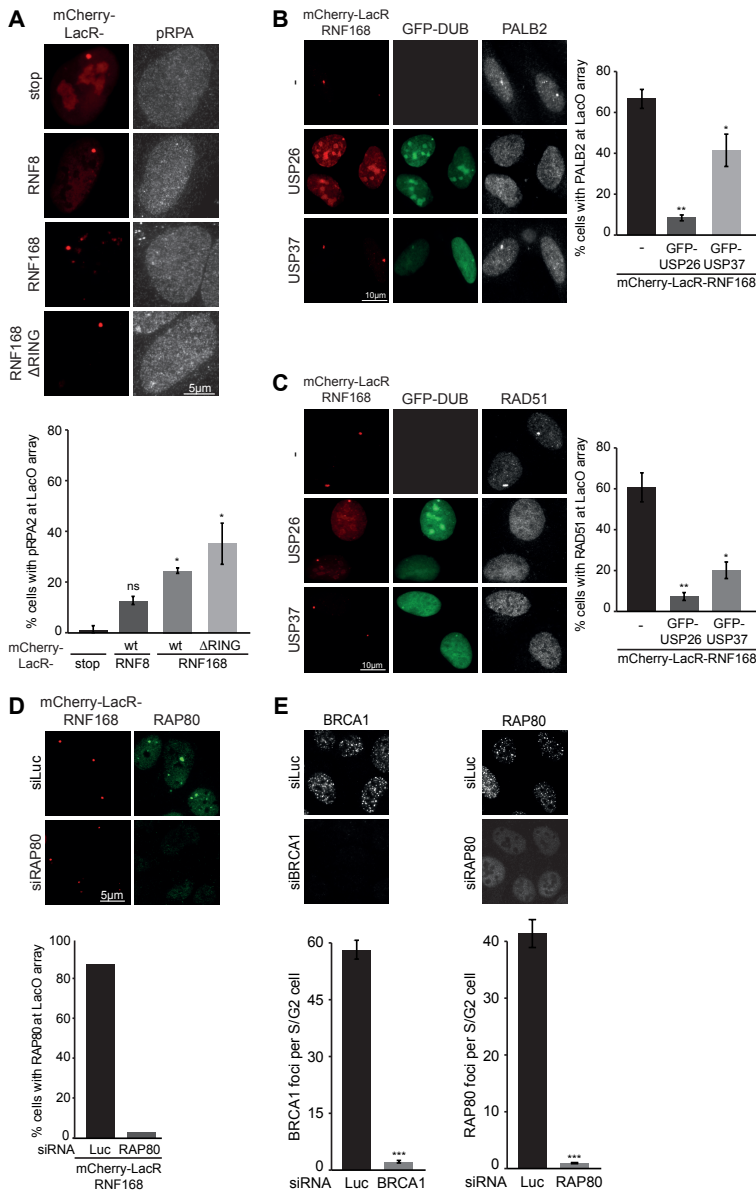 A
mCherry-
LacR-
pRPA
stop
RNF8
RNF168
RNF168
ΔRING
5µm
% cells with pRPA2 at LacO array
80
60
40
20
0
ns
*
*
mCherry-
LacR-
stop
wt
RNF8
wt
ΔRING
RNF168
B
mCherry-LacR
RNF168
GFP-DUB
PALB2
-
USP26
USP37
10µm
% cells with PALB2 at LacO array
80
60
40
20
0
**
*
-
GFP-
USP26
GFP-
USP37
mCherry-LacR-RNF168
C
mCherry-LacR
RNF168
GFP-DUB
RAD51
-
USP26
USP37
10µm
% cells with RAD51 at LacO array
80
60
40
20
0
**
*
-
GFP-
USP26
GFP-
USP37
mCherry-LacR-RNF168
D
mCherry-LacR-
RNF168
RAP80
siLuc
siRAP80
5µm
% cells with RAP80 at LacO array
100
80
60
40
20
0
siRNA
Luc
RAP80
mCherry-LacR
RNF168
E
BRCA1
siLuc
siBRCA1
BRCA1 foci per S/G2 cell
60
45
30
15
0
***
siRNA
Luc
BRCA1
RAP80
siLuc
siRAP80
RAP80 foci per S/G2 cell
40
30
20
10
0
***
siRNA
Luc
RAP80